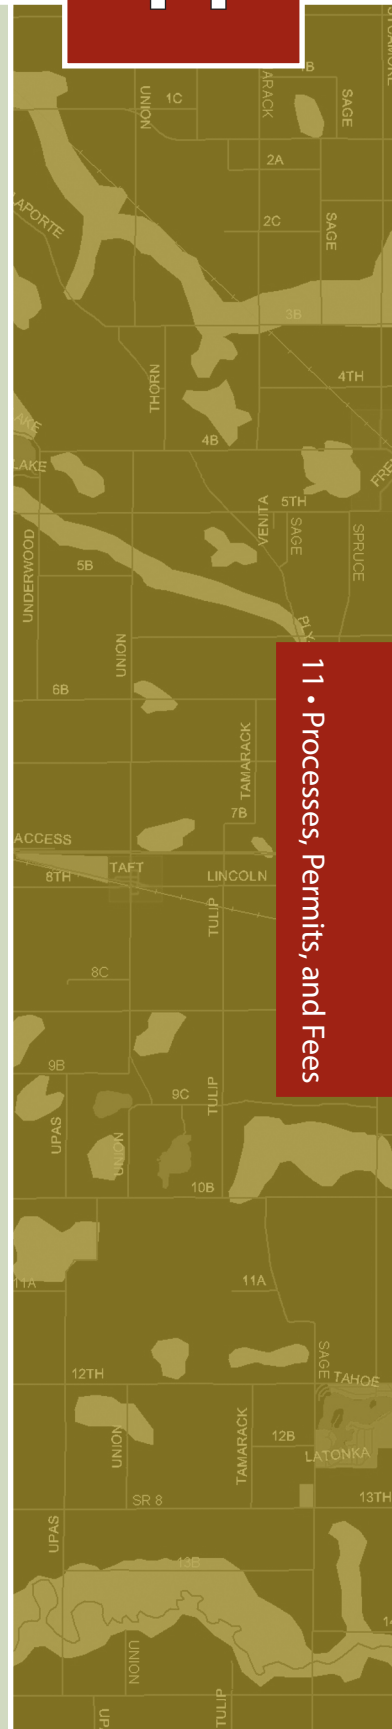 SYCAMORE
UNION
1C
SAGE
2A
LAPORTE
2C
SAGE
3B
THORN
4TH
4B
LAKE
5TH
VENITA
SAGE
SPRUCE
UNDERWOOD
5B
UNION
6B
11 • Processes, Permits, and Fees
TAMARACK
7B
ACCESS
TAFT
8TH
LINCOLN
TULIP
8C
9B
9C
TULIP
UPAS
UNION
10B
11A
11A
SAGE
12TH
TAHOE
UNION
TAMARACK
12B
LATONKA
SR 8
13TH
UPAS
13B
UNION
TULIP